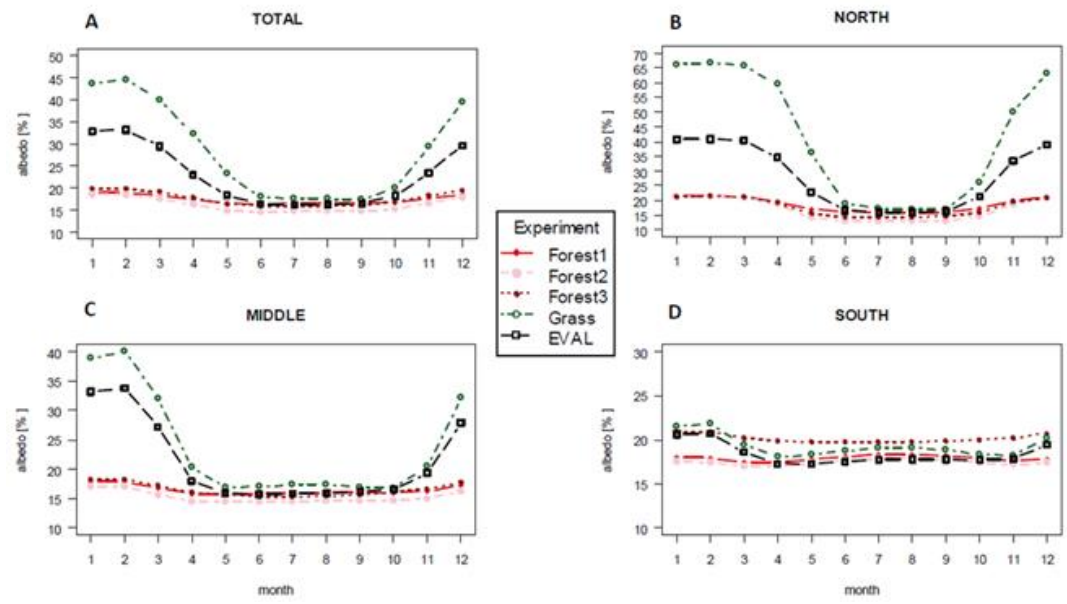 A TOTAL
albedo [% ]
50
45
40
35
30
25
20
15
10
1 2 3 4 5 6 7 8 9 10 11 12
B NORTH
albedo [% ]
70
65
60
55
50
45
40
35
30
25
20
15
10
1 2 3 4 5 6 7 8 9 10 11 12
Experiment
Forest1
Forest2
Forest3
Grass
EVAL
C MIDDLE
albedo [% ]
40
35
30
25
20
15
10
1 2 3 4 5 6 7 8 9 10 11 12
month
D SOUTH
albedo [% ]
30
25
20
15
10
1 2 3 4 5 6 7 8 9 10 11 12
month